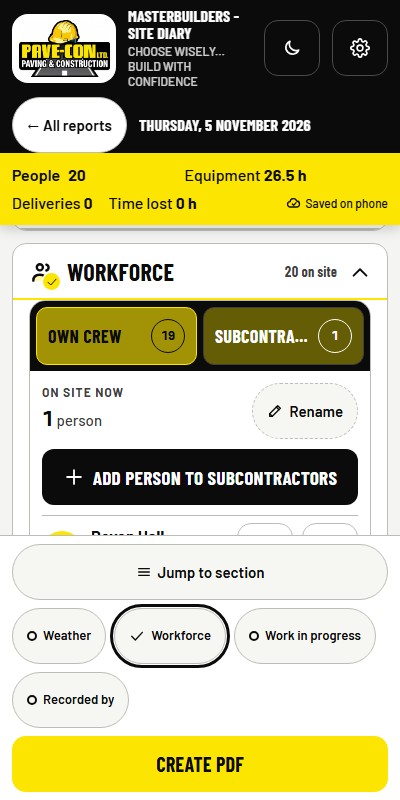 PAVE-CON LTD.
PAVING & CONSTRUCTION
MASTERBUILDERS -
SITE DIARY
CHOOSE WISELY...
BUILD WITH
CONFIDENCE
← All reports
THURSDAY, 5 NOVEMBER 2026
People 20
Equipment 26.5 h
Deliveries 0
Time lost 0 h
Saved on phone
WORKFORCE
20 on site
OWN CREW 19
SUBCONTRA... 1
ON SITE NOW
1 person
Rename
+ ADD PERSON TO SUBCONTRACTORS
Jump to section
Weather
Workforce
Work in progress
Recorded by
CREATE PDF